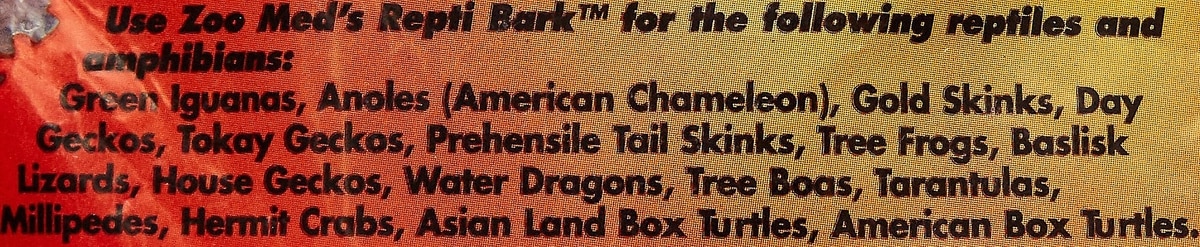 Use Zoo Med's Repti Bark™ for the following reptiles and
amphibians:
Green Iguanas, Anoles (American Chameleon), Gold Skinks, Day
Geckos, Tokay Geckos, Prehensile Tail Skinks, Tree Frogs, Baslisk
Lizards, House Geckos, Water Dragons, Tree Boas, Tarantulas,
Millipedes, Hermit Crabs, Asian Land Box Turtles, American Box Turtles.